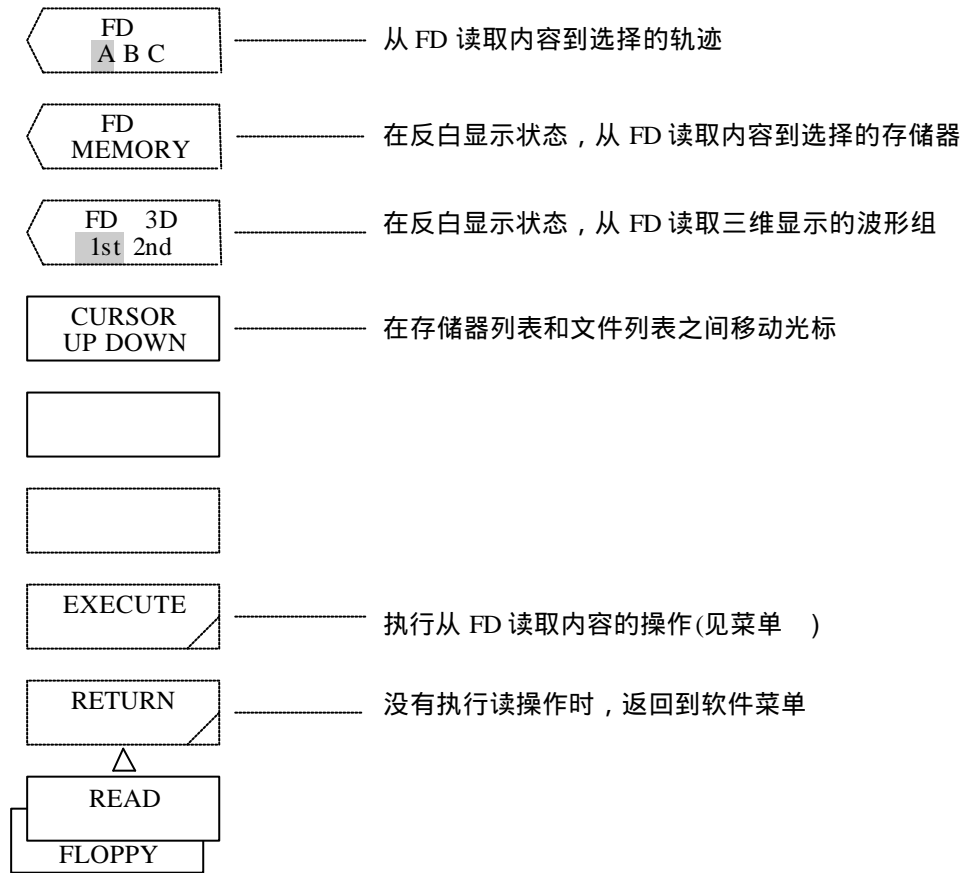 FD
A B C
从 FD 读取内容到选择的轨迹
FD
MEMORY
在反白显示状态，从 FD 读取内容到选择的存储器
FD 3D
1st 2nd
在反白显示状态，从 FD 读取三维显示的波形组
CURSOR
UP DOWN
在存储器列表和文件列表之间移动光标
EXECUTE
执行从 FD 读取内容的操作(见菜单 )
RETURN
没有执行读操作时，返回到软件菜单
READ
FLOPPY